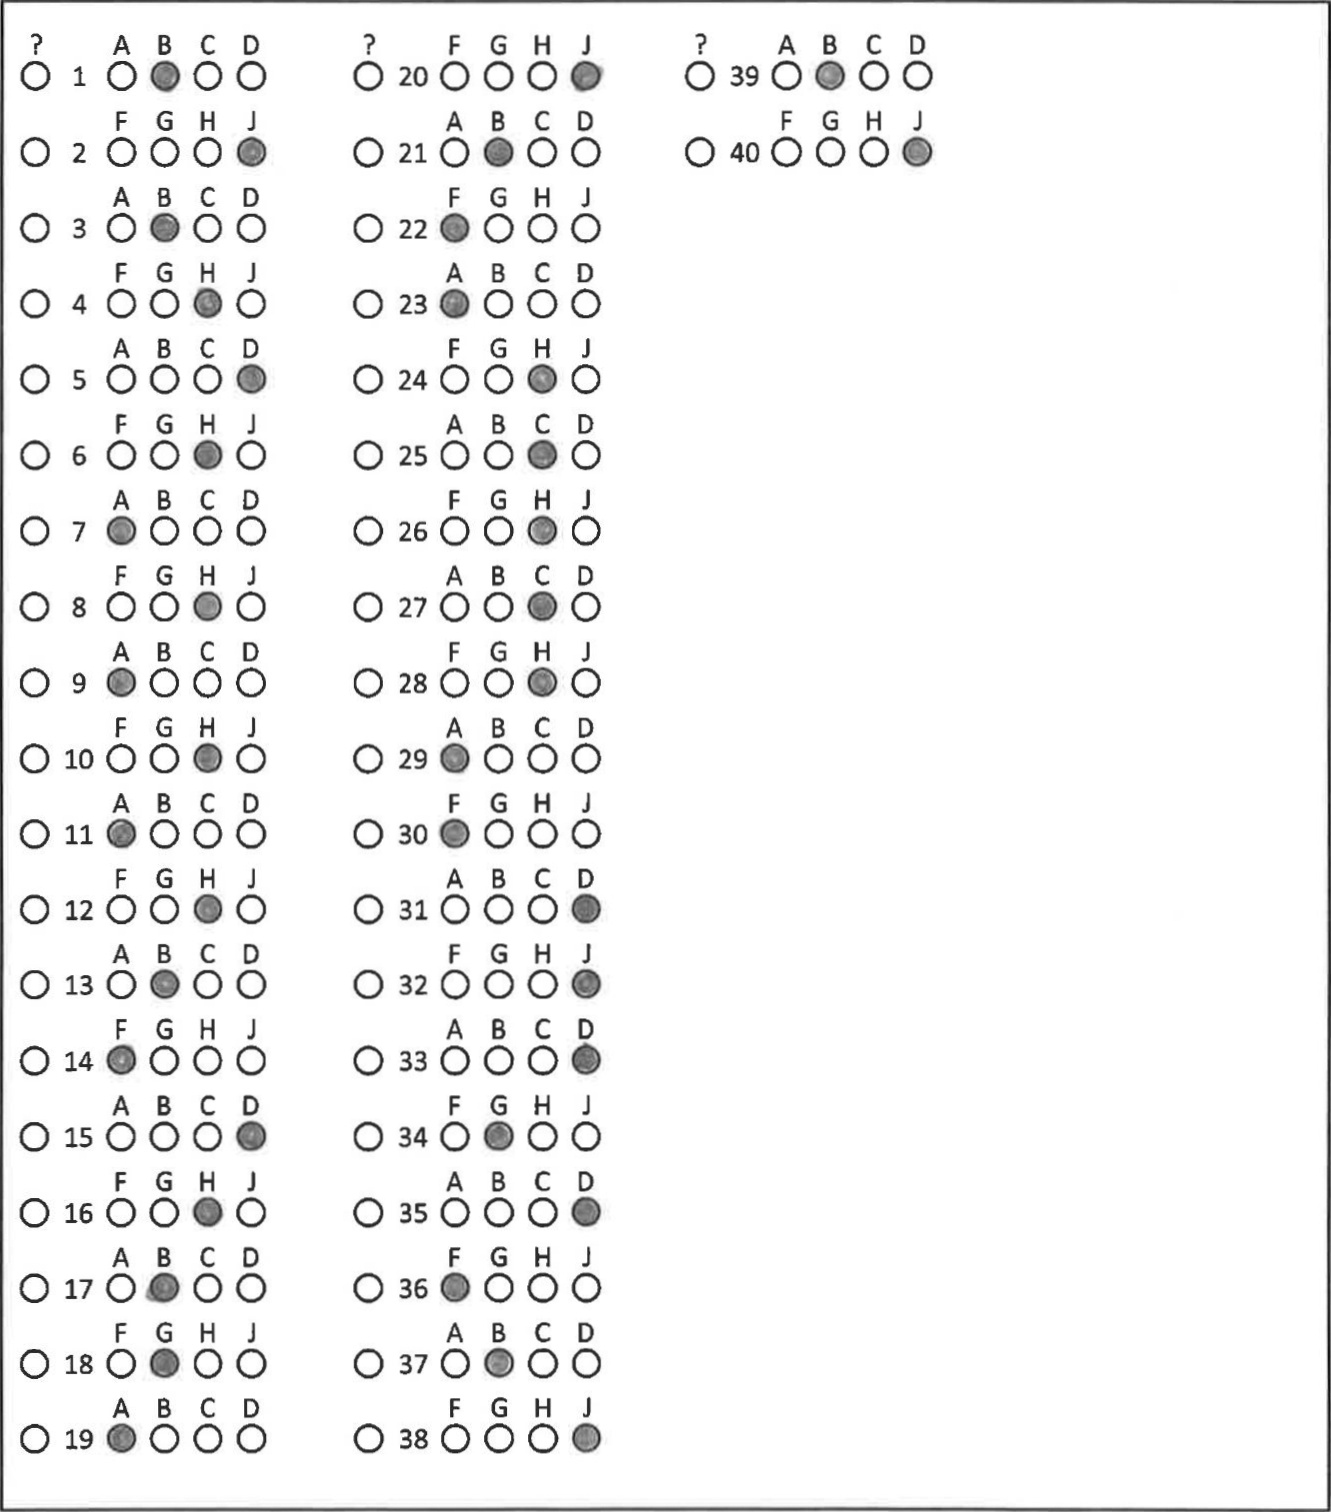 ? A B C D
1
F G H J
2
A B C D
3
F G H J
4
A B C D
5
F G H J
6
A B C D
7
F G H J
8
A B C D
9
F G H J
10
A B C D
11
F G H J
12
A B C D
13
F G H J
14
A B C D
15
F G H J
16
A B C D
17
F G H J
18
A B C D
19
? F G H J
20
A B C D
21
F G H J
22
A B C D
23
F G H J
24
A B C D
25
F G H J
26
A B C D
27
F G H J
28
A B C D
29
F G H J
30
A B C D
31
F G H J
32
A B C D
33
F G H J
34
A B C D
35
F G H J
36
A B C D
37
F G H J
38
? A B C D
39
F G H J
40